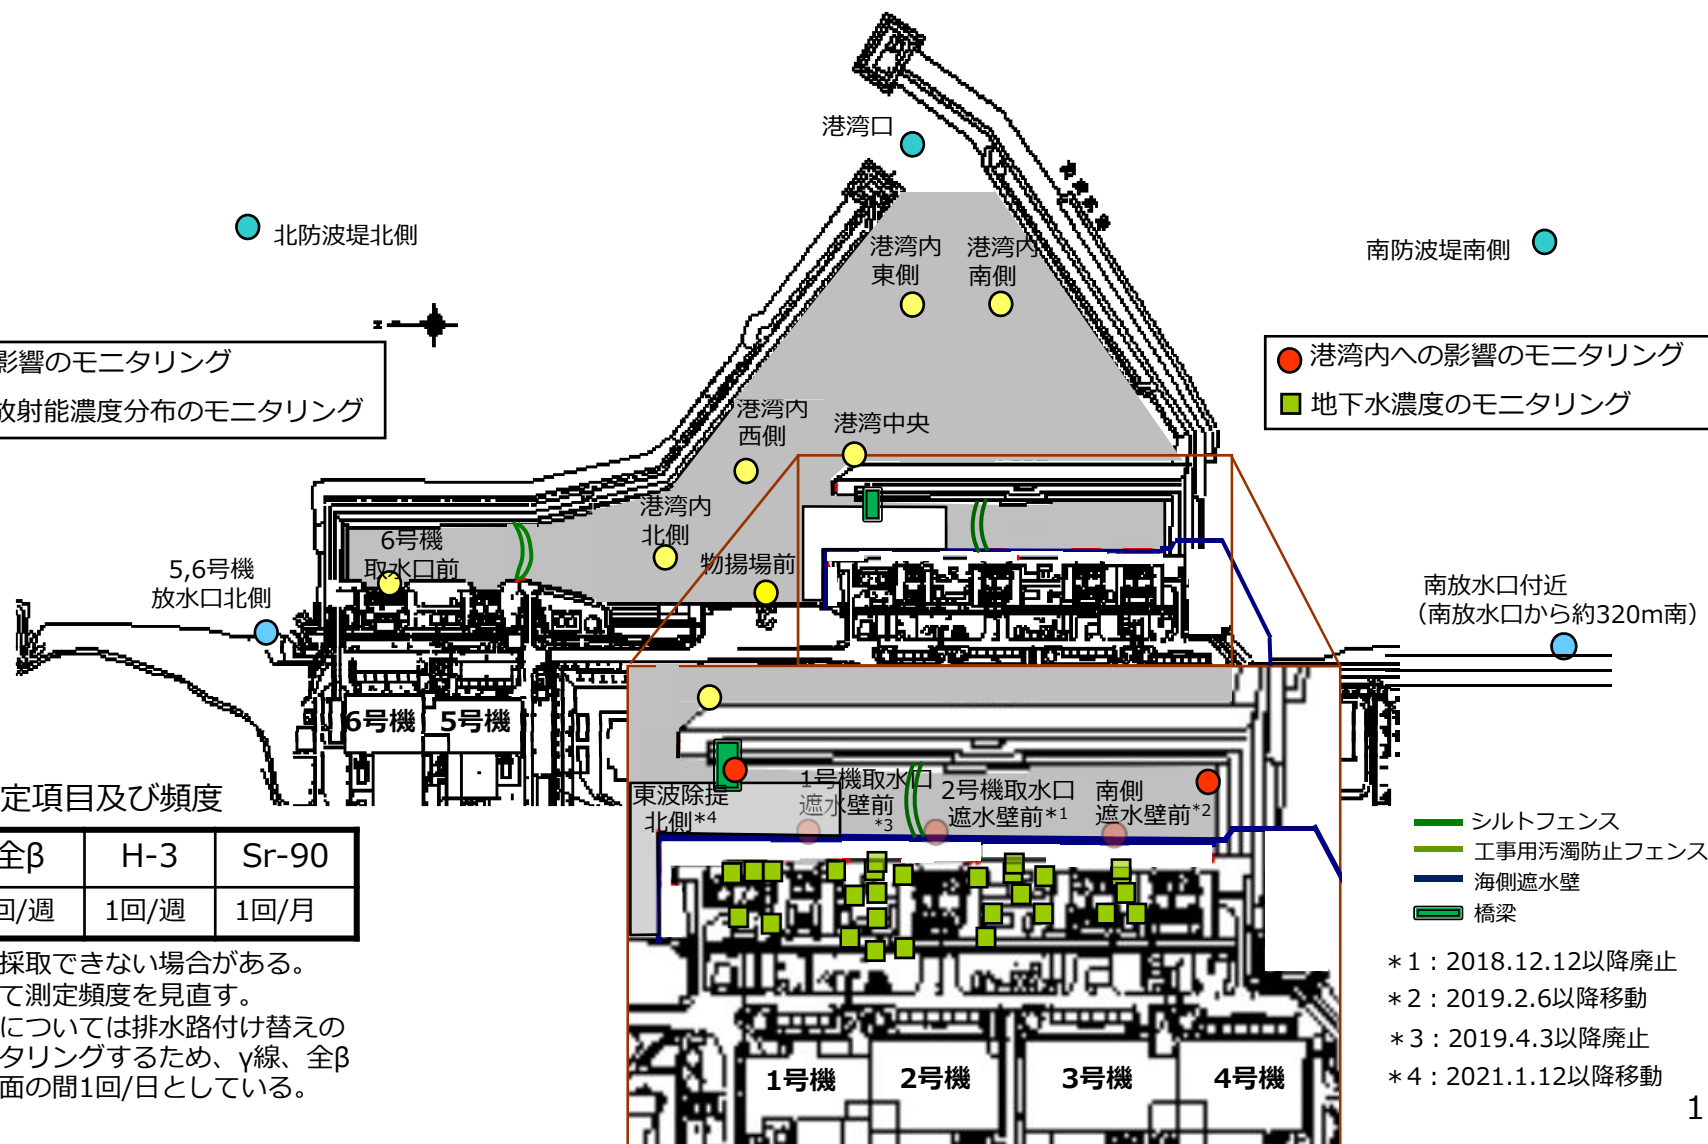 港湾口
北防波堤北側
南防波堤南側
港湾内
東側
港湾内
南側
影響のモニタリング
放射能濃度分布のモニタリング
港湾内への影響のモニタリング
地下水濃度のモニタリング
港湾内
西側
港湾中央
港湾内
北側
6号機
取水口前
物揚場前
5,6号機
放水口北側
南放水口付近
（南放水口から約320m南）
6号機
5号機
定項目及び頻度
全β
H-3
Sr-90
回/週
1回/週
1回/月
採取できない場合がある。
て測定頻度を見直す。
については排水路付け替えの
タリングするため、γ線、全β
面の間1回/日としている。
東波除提
北側*4
1号機取水口
遮水壁前
*3
2号機取水口
遮水壁前*1
南側
遮水壁前*2
1号機
2号機
3号機
4号機
シルトフェンス
工事用汚濁防止フェンス
海側遮水壁
橋梁
＊1：2018.12.12以降廃止
＊2：2019.2.6以降移動
＊3：2019.4.3以降廃止
＊4：2021.1.12以降移動
1